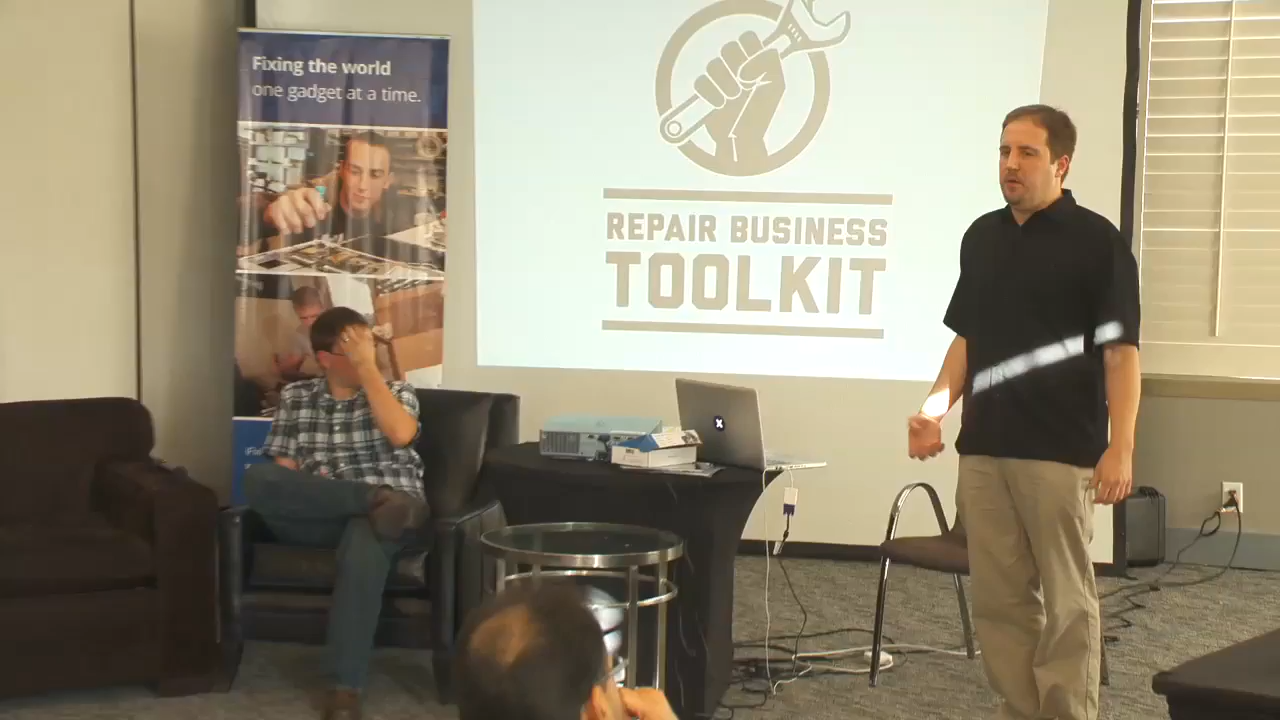 Fixing the world
one gadget at a time.
REPAIR BUSINESS
TOOLKIT